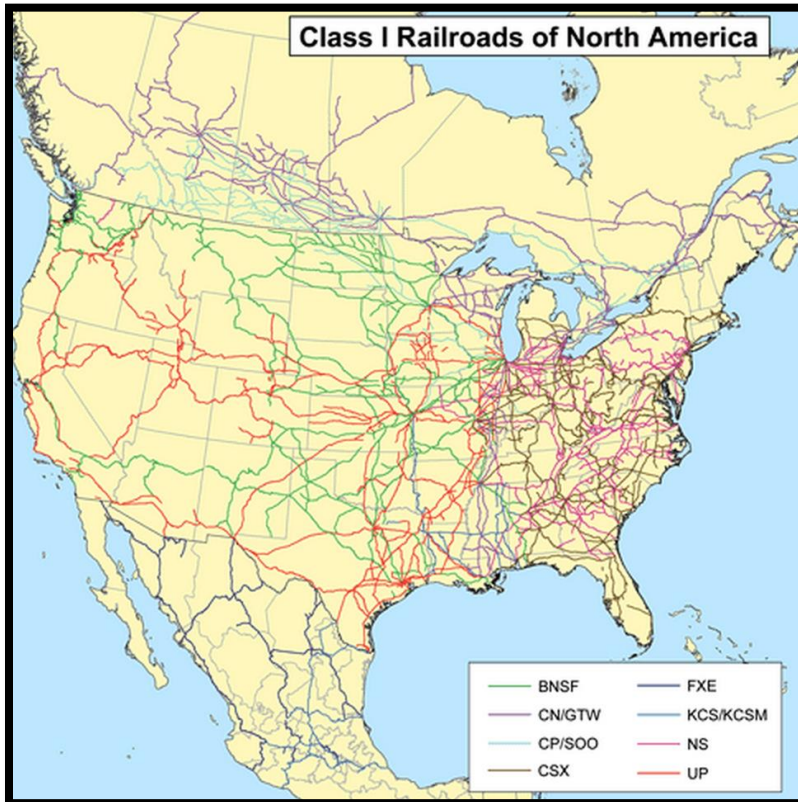 Class I Railroads of North America
BNSF
FXE
CN/GTW
KCS/KCSM
CP/SOO
NS
CSX
UP